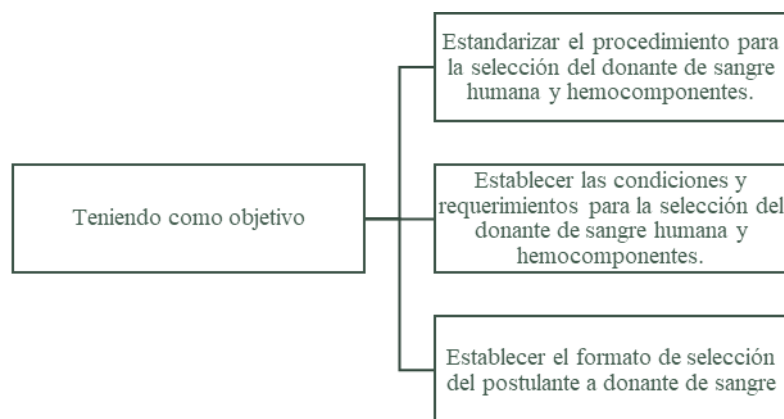 Teniendo como objetivo
Estandarizar el procedimiento para
la selección del donante de sangre
humana y hemocomponentes.
Establecer las condiciones y
requerimientos para la selección del
donante de sangre humana y
hemocomponentes.
Establecer el formato de selección
del postulante a donante de sangre